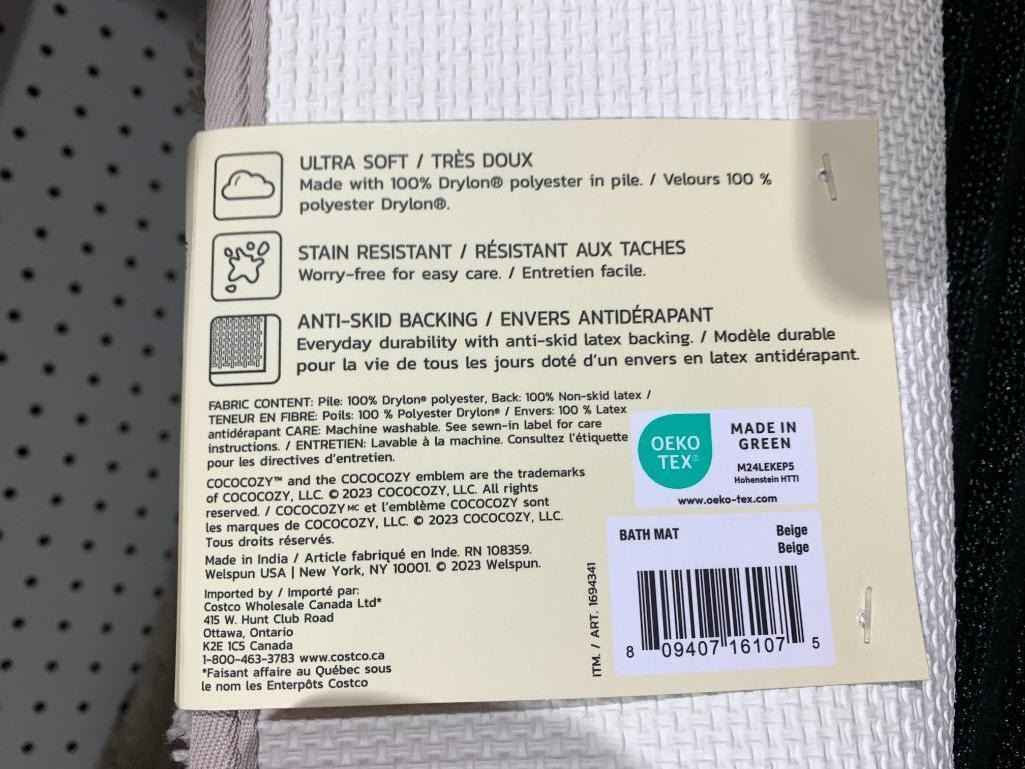 ULTRA SOFT / TRÈS DOUX
Made with 100% Drylon® polyester in pile. / Velours 100 %
polyester Drylon®.
STAIN RESISTANT / RÉSISTANT AUX TACHES
Worry-free for easy care. / Entretien facile.
ANTI-SKID BACKING / ENVERS ANTIDÉRAPANT
Everyday durability with anti-skid latex backing. / Modèle durable
pour la vie de tous les jours doté d'un envers en latex antidérapant.
FABRIC CONTENT: Pile: 100% Drylon® polyester, Back: 100% Non-skid latex /
TENEUR EN FIBRE: Poils: 100 % Polyester Drylon® / Envers: 100 % Latex
antidérapant CARE: Machine washable. See sewn-in label for care
instructions. / ENTRETIEN: Lavable à la machine. Consultez l'étiquette
pour les directives d'entretien.
COCOCOZY™ and the COCOCOZY emblem are the trademarks
of COCOCOZY, LLC. © 2023 COCOCOZY, LLC. All rights
reserved. / COCOCOZY MC et l'emblème COCOCOZY sont
les marques de COCOCOZY, LLC. © 2023 COCOCOZY, LLC.
Tous droits réservés.
Made in India / Article fabriqué en Inde. RN 108359.
Welspun USA | New York, NY 10001. © 2023 Welspun.
Imported by / Importé par:
Costco Wholesale Canada Ltd*
415 W. Hunt Club Road
Ottawa, Ontario
K2E 1C5 Canada
1-800-463-3783 www.costco.ca
*Faisant affaire au Québec sous
le nom les Enterpôts Costco
OEKO
TEX®
MADE IN
GREEN
M24LEKEP5
Hohenstein HTTI
www.oeko-tex.com
ITM. / ART. 1694341
BATH MAT Beige
Beige
8 09407 16107 5